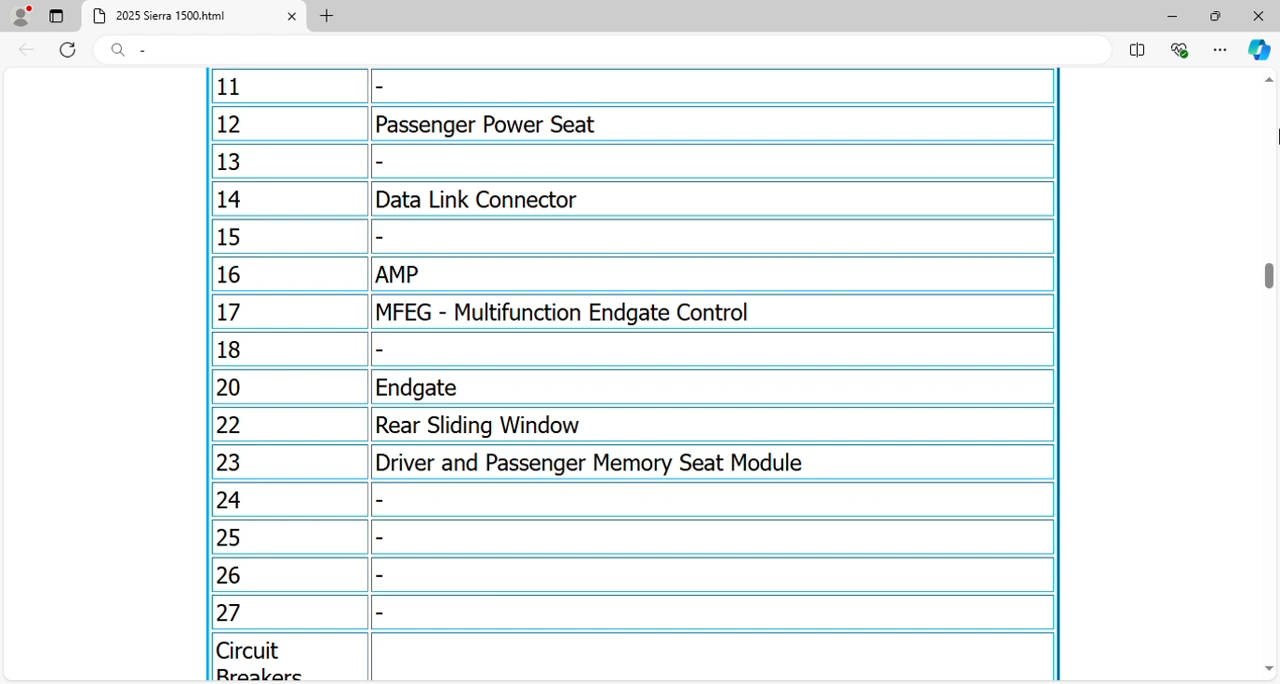 2025 Sierra 1500.html
-
11 -
12 Passenger Power Seat
13 -
14 Data Link Connector
15 -
16 AMP
17 MFEG - Multifunction Endgate Control
18 -
20 Endgate
22 Rear Sliding Window
23 Driver and Passenger Memory Seat Module
24 -
25 -
26 -
27 -
Circuit
Breakers